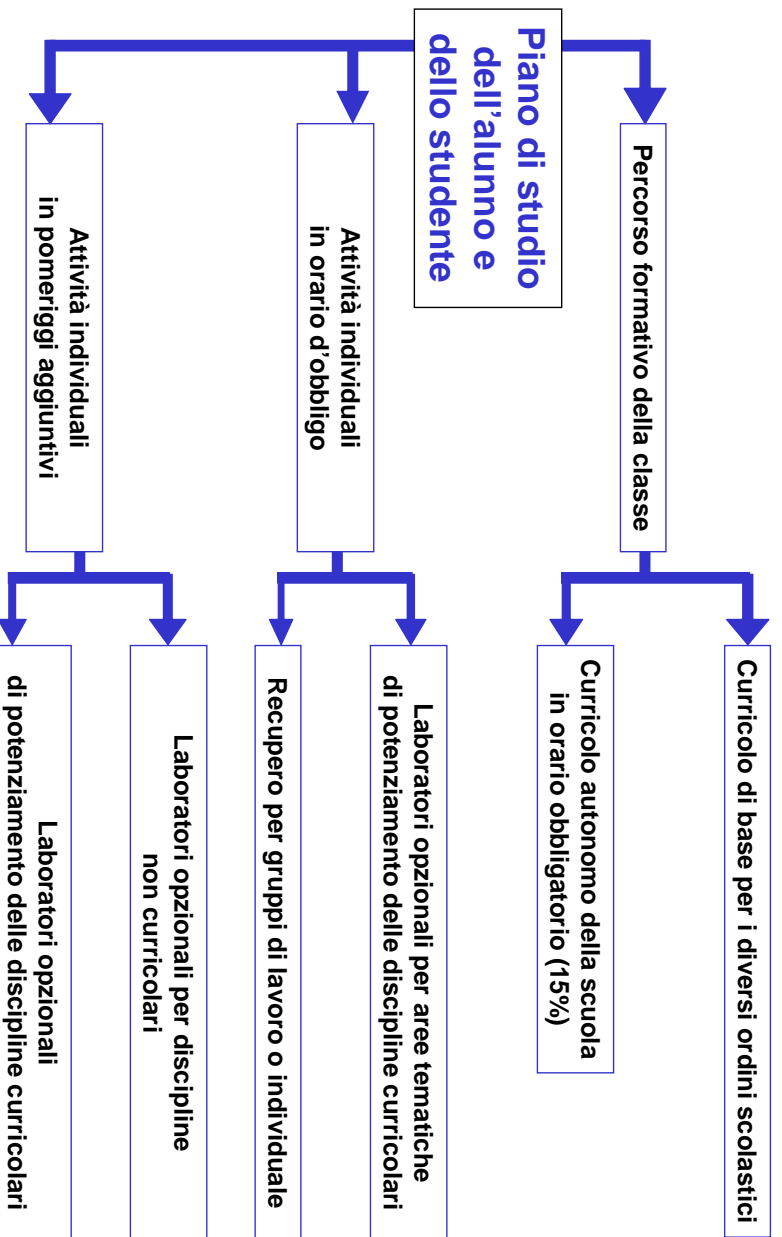 Piano di studio
dell'alunno e
dello studente
Percorso formativo della classe
Curricolo di base per i diversi ordini scolastici
Curricolo autonomo della scuola
in orario obbligatorio (15%)
Attività individuali
in orario d'obbligo
Laboratori opzionali per aree tematiche
di potenziamento delle discipline curricolari
Recupero per gruppi di lavoro o individuale
Attività individuali
in pomeriggi aggiuntivi
Laboratori opzionali per discipline
non curricolari
Laboratori opzionali
di potenziamento delle discipline curricolari